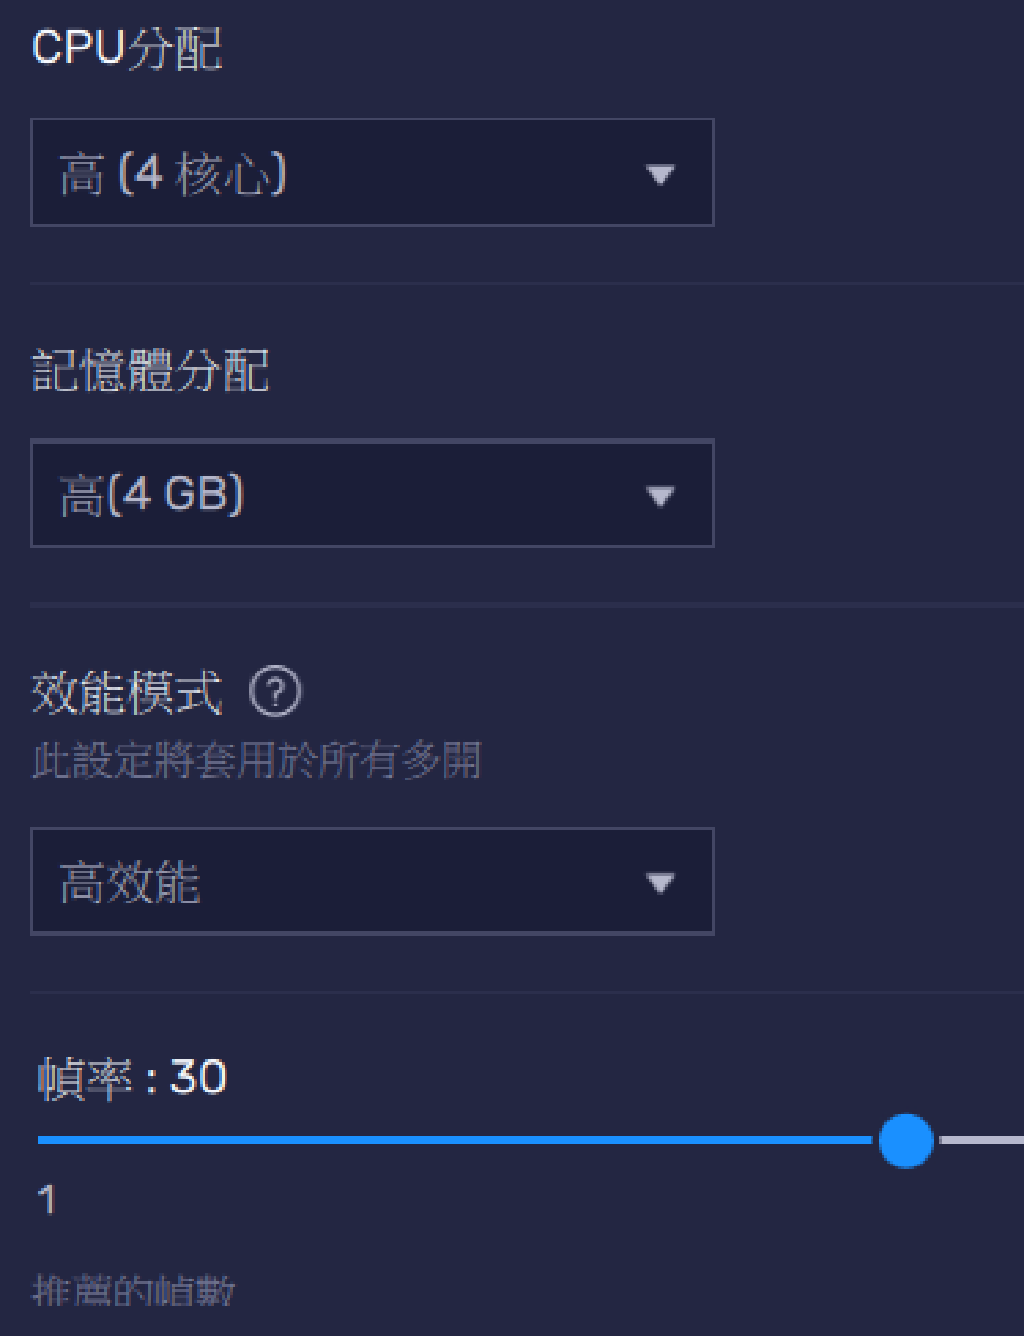 CPU分配
高 (4 核心)
記憶體分配
高(4 GB)
效能模式 ?
此設定將套用於所有多開
高效能
幀率 : 30
1
推薦的幀數